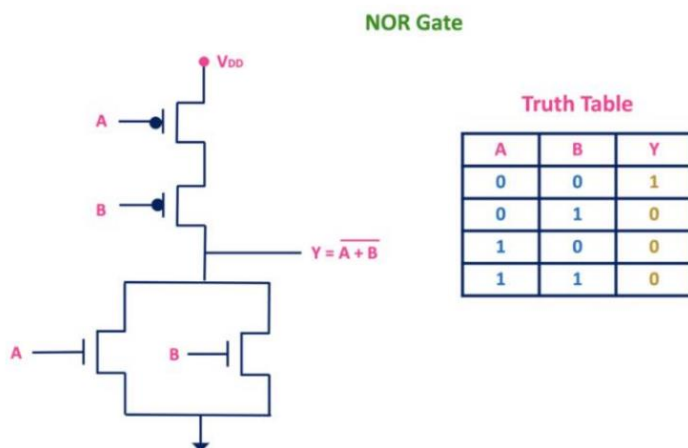 NOR Gate
VDD
A
B
Y = A + B
A
B
Truth Table
A B Y
0 0 1
0 1 0
1 0 0
1 1 0